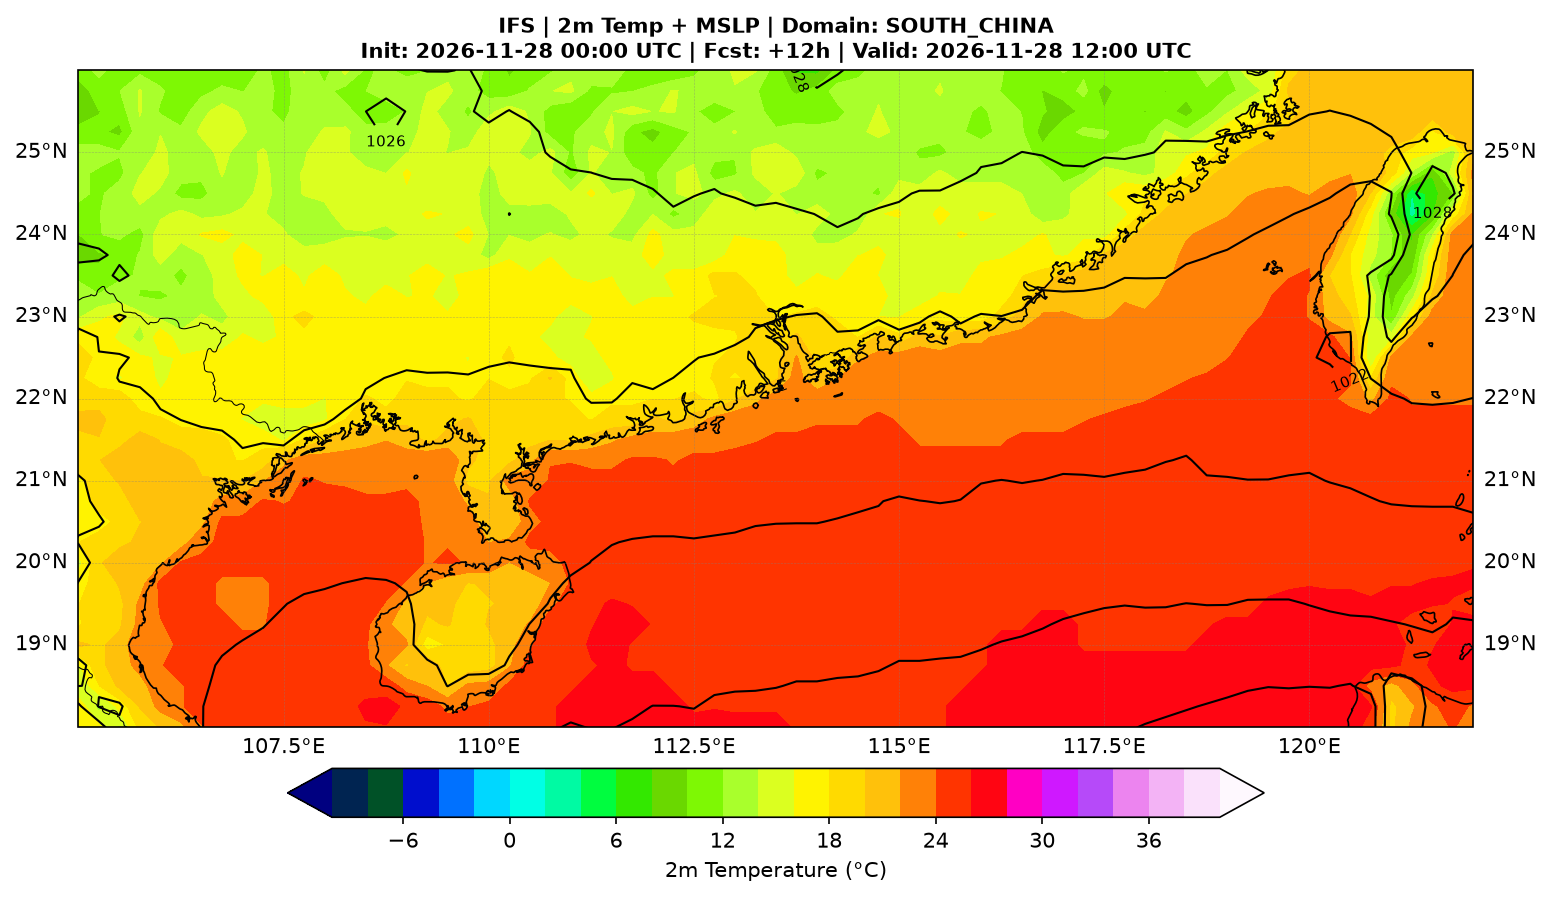 IFS | 2m Temp + MSLP | Domain: SOUTH_CHINA
Init: 2026-11-28 00:00 UTC | Fcst: +12h | Valid: 2026-11-28 12:00 UTC
1026
1028
1022
25°N
24°N
23°N
22°N
21°N
20°N
19°N
25°N
24°N
23°N
22°N
21°N
20°N
19°N
107.5°E 110°E 112.5°E 115°E 117.5°E 120°E
−6 0 6 12 18 24 30 36
2m Temperature (°C)